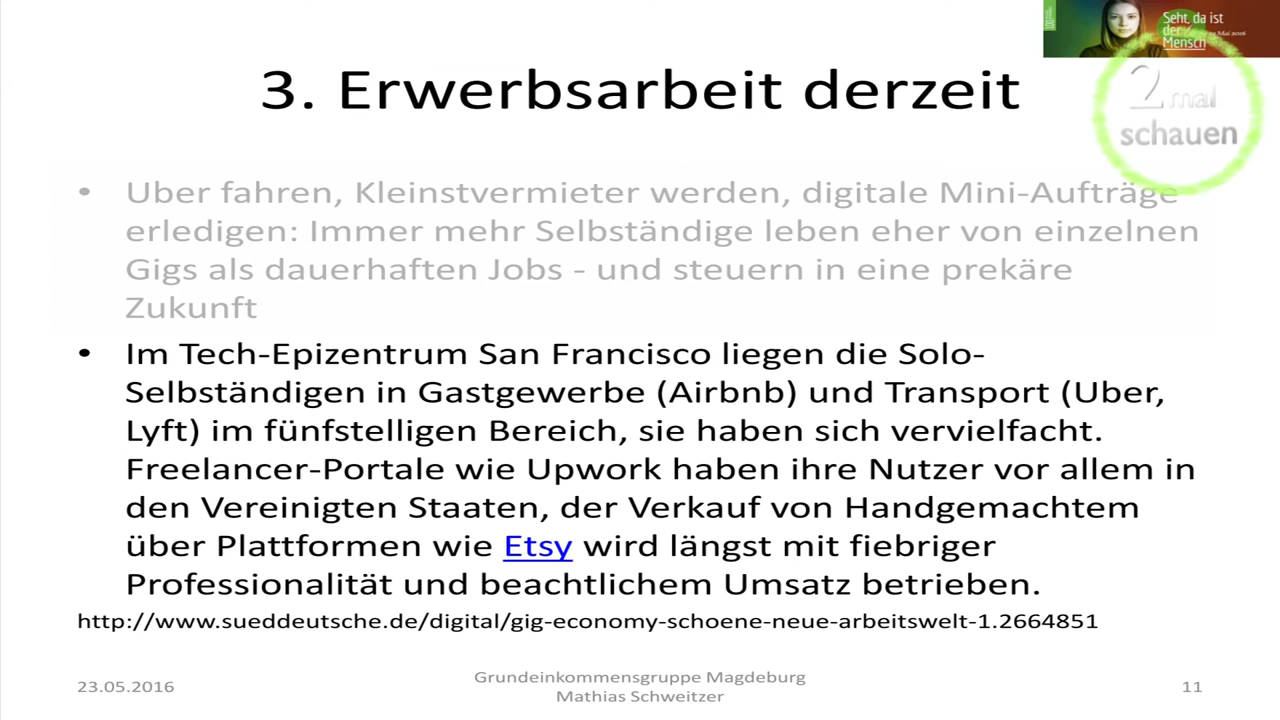 Seht, da ist
der
Mensch
Mai 2016
2 mal
schauen
3. Erwerbsarbeit derzeit
• Uber fahren, Kleinstvermieter werden, digitale Mini-Aufträge
erledigen: Immer mehr Selbständige leben eher von einzelnen
Gigs als dauerhaften Jobs - und steuern in eine prekäre
Zukunft
• Im Tech-Epizentrum San Francisco liegen die Solo-
Selbständigen in Gastgewerbe (Airbnb) und Transport (Uber,
Lyft) im fünfstelligen Bereich, sie haben sich vervielfacht.
Freelancer-Portale wie Upwork haben ihre Nutzer vor allem in
den Vereinigten Staaten, der Verkauf von Handgemachtem
über Plattformen wie Etsy wird längst mit fiebriger
Professionalität und beachtlichem Umsatz betrieben.
http://www.sueddeutsche.de/digital/gig-economy-schoene-neue-arbeitswelt-1.2664851
23.05.2016
Grundeinkommensgruppe Magdeburg
Mathias Schweitzer
11